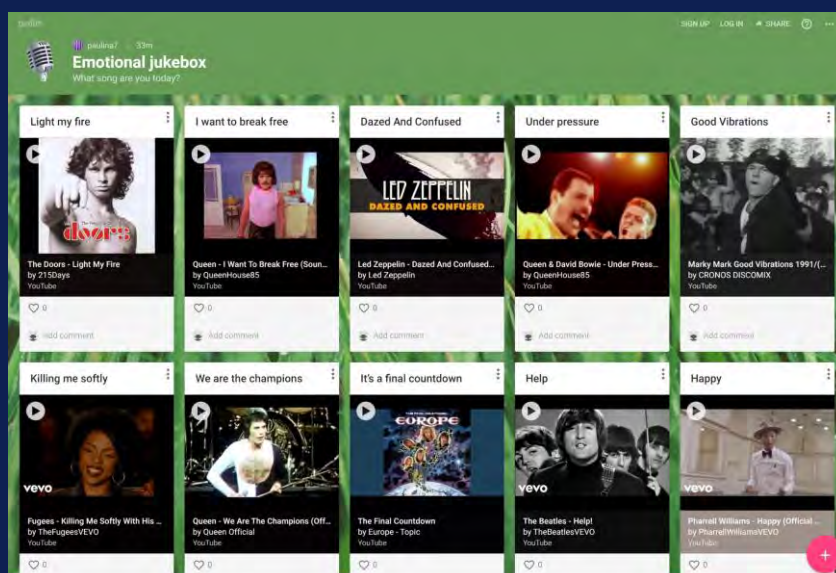 padlet
SIGN UP LOG IN SHARE
paulina7 33m
Emotional jukebox
What song are you today?
Light my fire
doors
The Doors - Light My Fire
by 215Days
YouTube
0
Add comment
I want to break free
Queen - I Want To Break Free (Soun...
by QueenHouse85
YouTube
0
Add comment
Dazed And Confused
LED ZEPPELIN
DAZED AND CONFUSED
Led Zeppelin - Dazed And Confused...
by Led Zeppelin
YouTube
0
Add comment
Under pressure
Queen & David Bowie - Under Press...
by QueenHouse85
YouTube
0
Add comment
Good Vibrations
Marky Mark Good Vibrations 1991/(...
by CRONOS DISCOMIX
YouTube
0
Add comment
Killing me softly
vevo
Fugees - Killing Me Softly With His ...
by TheFugeesVEVO
YouTube
0
We are the champions
Queen - We Are The Champions (Off...
by Queen Official
YouTube
0
It's a final countdown
EUROPE
The Final Countdown
by Europe - Topic
YouTube
0
Help
vevo
The Beatles - Help!
by TheBeatlesVEVO
YouTube
0
Happy
vevo
Pharrell Williams - Happy (Official ...
by PharrellWilliamsVEVO
YouTube
0